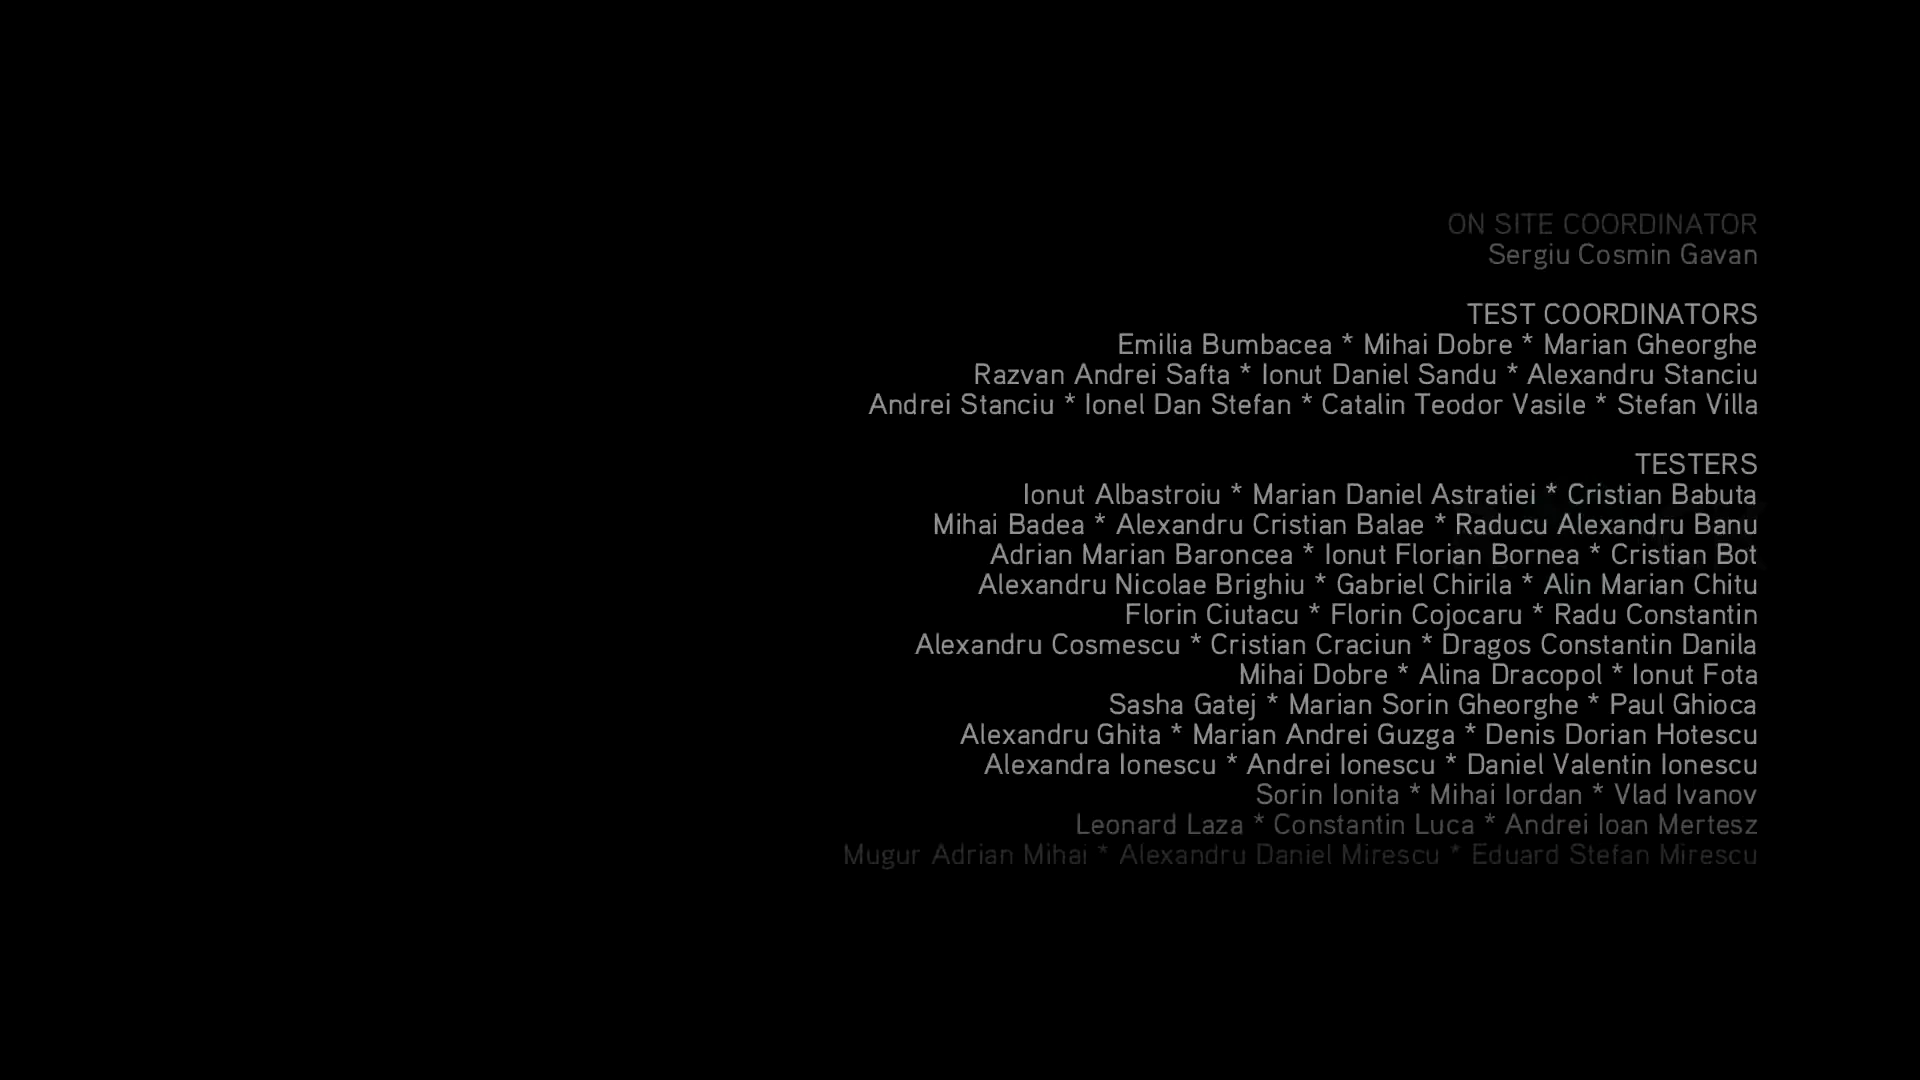 ON SITE COORDINATOR
Sergiu Cosmin Gavan
TEST COORDINATORS
Emilia Bumbacea * Mihai Dobre * Marian Gheorghe
Razvan Andrei Safta * Ionut Daniel Sandu * Alexandru Stanciu
Andrei Stanciu * Ionel Dan Stefan * Catalin Teodor Vasile * Stefan Villa
TESTERS
Ionut Albastroiu * Marian Daniel Astratiei * Cristian Babuta
Mihai Badea * Alexandru Cristian Balae * Raducu Alexandru Banu
Adrian Marian Baroncea * Ionut Florian Bornea * Cristian Bot
Alexandru Nicolae Brighiu * Gabriel Chirila * Alin Marian Chitu
Florin Ciutacu * Florin Cojocaru * Radu Constantin
Alexandru Cosmescu * Cristian Craciun * Dragos Constantin Danila
Mihai Dobre * Alina Dracopol * Ionut Fota
Sasha Gatej * Marian Sorin Gheorghe * Paul Ghioca
Alexandru Ghita * Marian Andrei Guzga * Denis Dorian Hotescu
Alexandra Ionescu * Andrei Ionescu * Daniel Valentin Ionescu
Sorin Ionita * Mihai Iordan * Vlad Ivanov
Leonard Laza * Constantin Luca * Andrei Ioan Mertesz
Mugur Adrian Mihai * Alexandru Daniel Mirescu * Eduard Stefan Mirescu